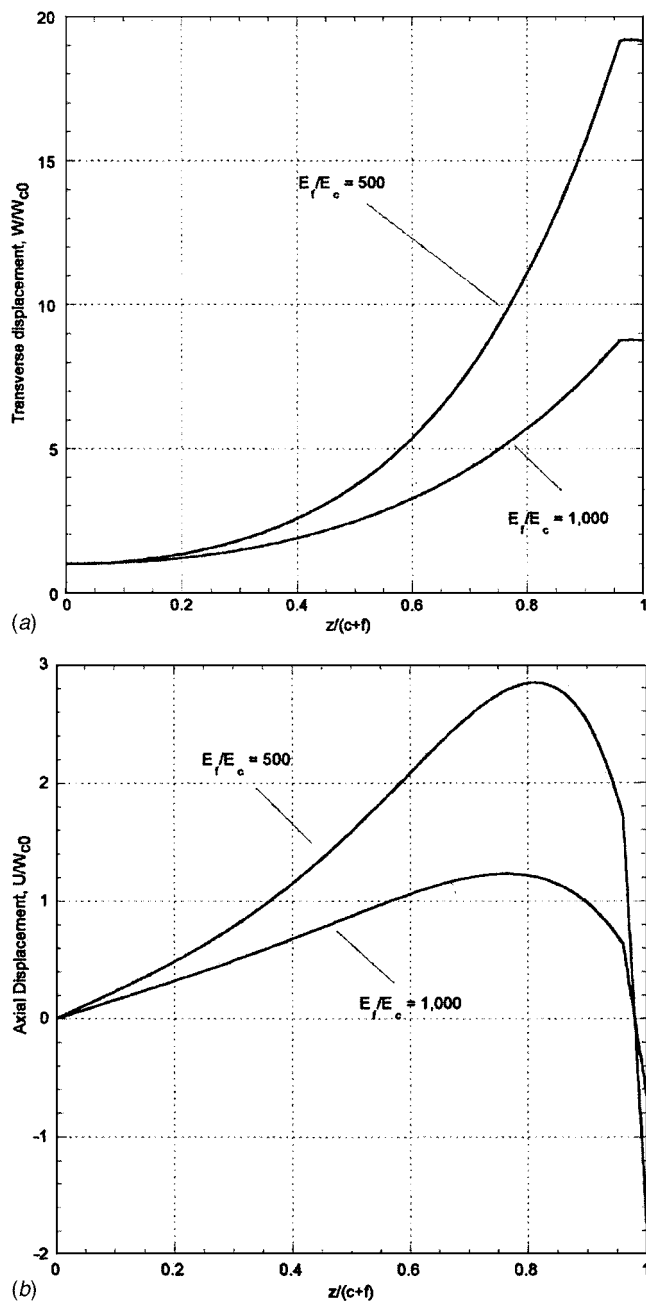 20
15
10
5
0
Transverse displacement, W/W_c0
E_f/E_c = 500
E_f/E_c = 1,000
0
0.2
0.4
0.6
0.8
1
z/(c+f)
(a)
3
2
1
0
-1
-2
Axial Displacement, U/W_c0
E_f/E_c = 500
E_f/E_c = 1,000
0
0.2
0.4
0.6
0.8
1
z/(c+f)
(b)